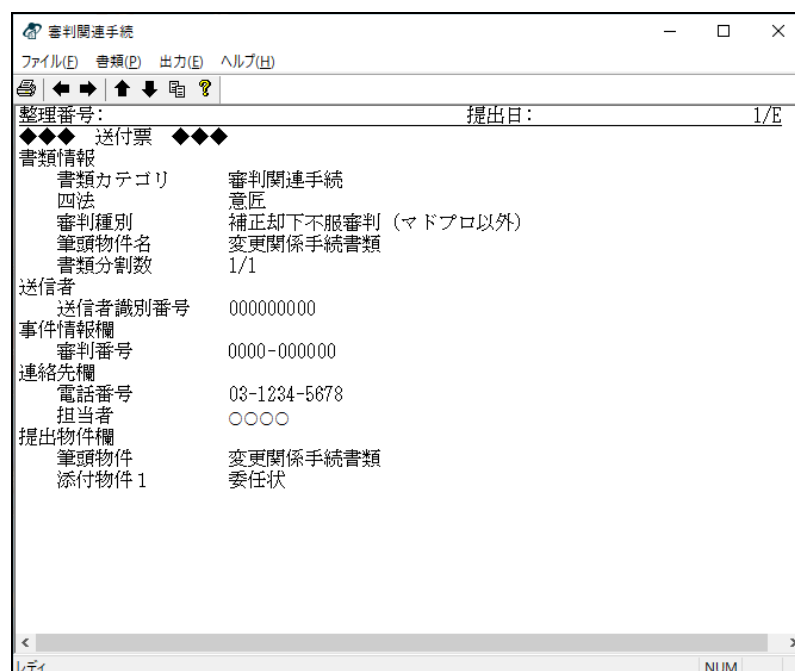 審判関連手続
ファイル(F) 書類(P) 出力(E) ヘルプ(H)
整理番号: 提出日: 1/E
◆◆◆ 送付票 ◆◆◆
書類情報
書類カテゴリ 審判関連手続
四法 意匠
審判種別 補正却下不服審判（マドプロ以外）
筆頭物件名 変更関係手続書類
書類分割数 1/1
送信者
送信者識別番号 000000000
事件情報欄
審判番号 0000-000000
連絡先欄
電話番号 03-1234-5678
担当者 ○○○○
提出物件欄
筆頭物件 変更関係手続書類
添付物件１ 委任状
レディ NUM